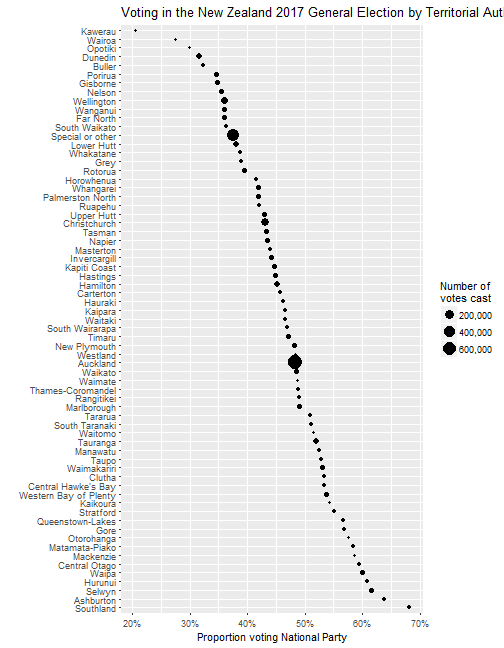 Voting in the New Zealand 2017 General Election by Territorial Aut
Kawerau
Wairoa
Opotiki
Dunedin
Buller
Porirua
Gisborne
Nelson
Wellington
Wanganui
Far North
South Waikato
Special or other
Lower Hutt
Whakatane
Grey
Rotorua
Horowhenua
Whangarei
Palmerston North
Ruapehu
Upper Hutt
Christchurch
Tasman
Napier
Masterton
Invercargill
Kapiti Coast
Hastings
Hamilton
Carterton
Hauraki
Kaipara
Waitaki
South Wairarapa
Timaru
New Plymouth
Westland
Auckland
Waikato
Waimate
Thames-Coromandel
Rangitikei
Marlborough
Tararua
South Taranaki
Waitomo
Tauranga
Manawatu
Taupo
Waimakariri
Clutha
Central Hawke's Bay
Western Bay of Plenty
Kaikoura
Stratford
Queenstown-Lakes
Gore
Otorohanga
Matamata-Piako
Mackenzie
Central Otago
Waipa
Hurunui
Selwyn
Ashburton
Southland
20% 30% 40% 50% 60% 70%
Proportion voting National Party
Number of
votes cast
200,000
400,000
600,000